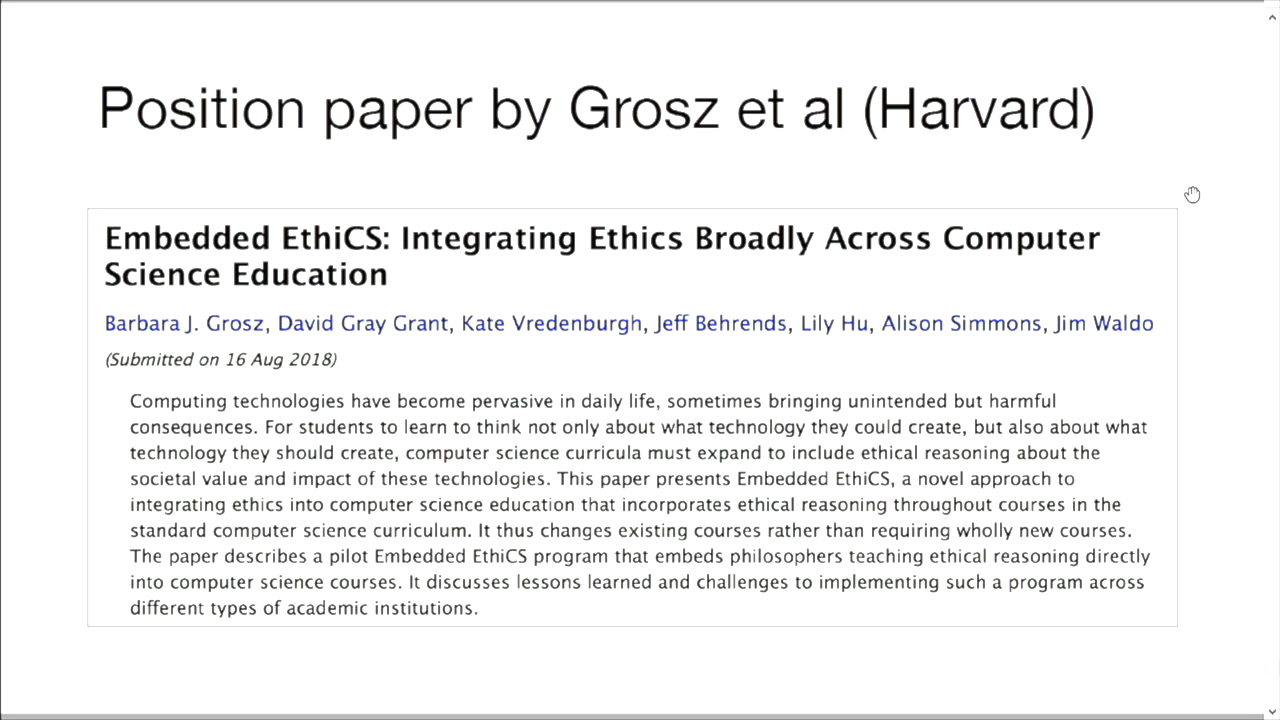 Position paper by Grosz et al (Harvard)
Embedded EthiCS: Integrating Ethics Broadly Across Computer
Science Education
Barbara J. Grosz, David Gray Grant, Kate Vredenburgh, Jeff Behrends, Lily Hu, Alison Simmons, Jim Waldo
(Submitted on 16 Aug 2018)
Computing technologies have become pervasive in daily life, sometimes bringing unintended but harmful
consequences. For students to learn to think not only about what technology they could create, but also about what
technology they should create, computer science curricula must expand to include ethical reasoning about the
societal value and impact of these technologies. This paper presents Embedded EthiCS, a novel approach to
integrating ethics into computer science education that incorporates ethical reasoning throughout courses in the
standard computer science curriculum. It thus changes existing courses rather than requiring wholly new courses.
The paper describes a pilot Embedded EthiCS program that embeds philosophers teaching ethical reasoning directly
into computer science courses. It discusses lessons learned and challenges to implementing such a program across
different types of academic institutions.